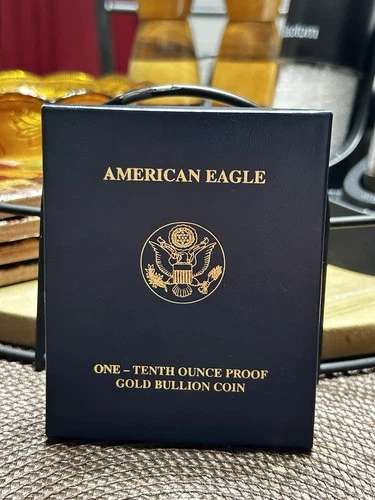 AMERICAN EAGLE
ONE – TENTH OUNCE PROOF
GOLD BULLION COIN